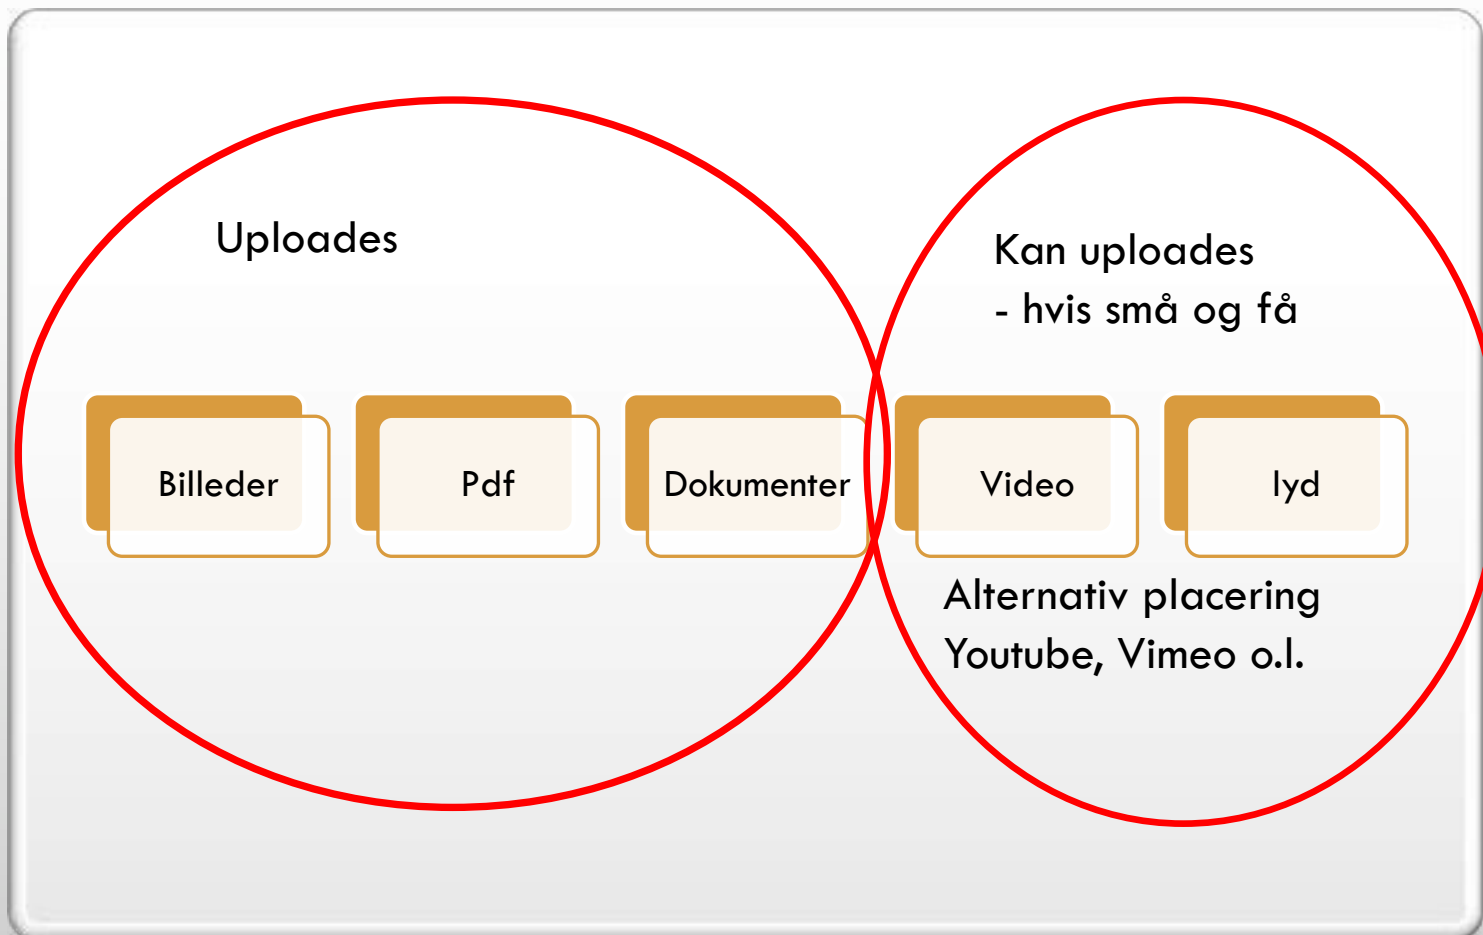 Uploades
Kan uploades
- hvis små og få
Billeder
Pdf
Dokumenter
Video
lyd
Alternativ placering
Youtube, Vimeo o.l.